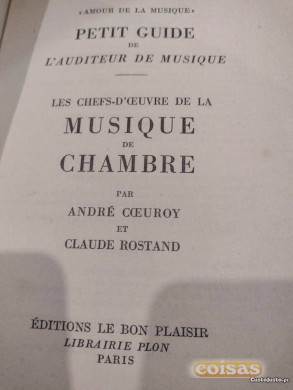 « AMOUR DE LA MUSIQUE »
PETIT GUIDE
DE
L'AUDITEUR DE MUSIQUE
LES CHEFS-D'ŒUVRE DE LA
MUSIQUE
DE
CHAMBRE
PAR
ANDRÉ CŒUROY
ET
CLAUDE ROSTAND
ÉDITIONS LE BON PLAISIR
LIBRAIRIE PLON
PARIS
coisas